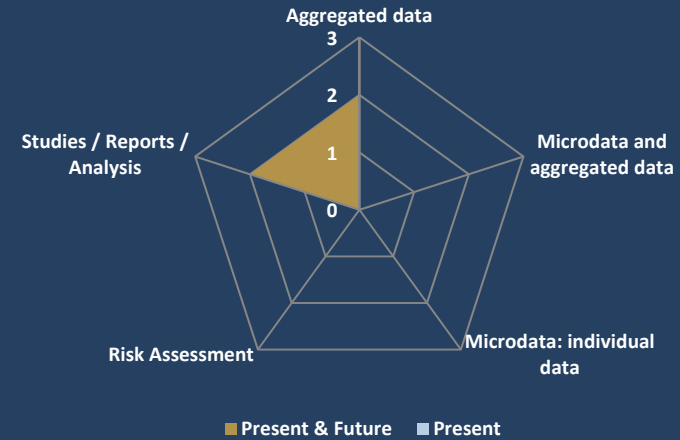 Aggregated data
3
2
1
0
Studies / Reports /
Analysis
Microdata and
aggregated data
Risk Assessment
Microdata: individual
data
Present & Future
Present